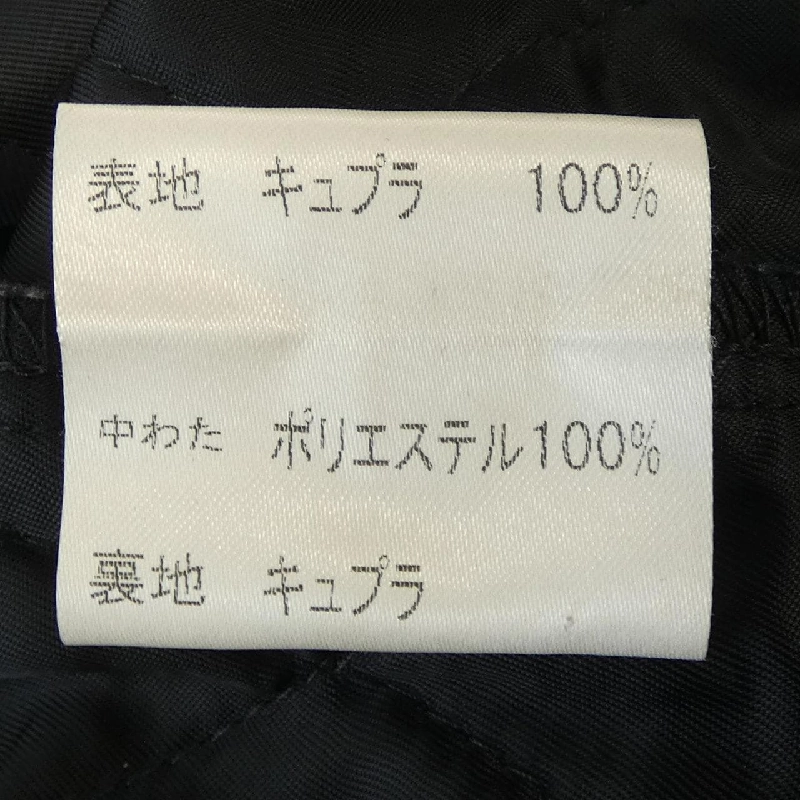 表地 キュプラ 100%
中わた ポリエステル100%
裏地 キュプラ